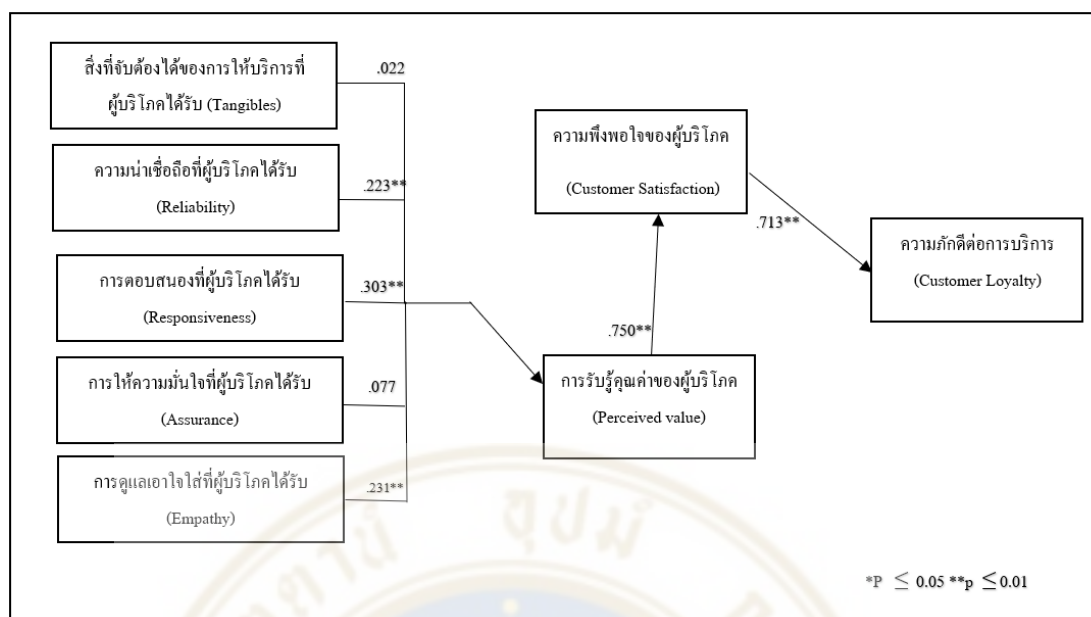 สิ่งที่จับต้องได้ของการให้บริการที่
ผู้บริโภคได้รับ (Tangibles)
.022
ความน่าเชื่อถือที่ผู้บริโภคได้รับ
(Reliability)
.223**
การตอบสนองที่ผู้บริโภคได้รับ
(Responsiveness)
.303**
การให้ความมั่นใจที่ผู้บริโภคได้รับ
(Assurance)
.077
การดูแลเอาใจใส่ที่ผู้บริโภคได้รับ
(Empathy)
.231**
การรับรู้คุณค่าของผู้บริโภค
(Perceived value)
.750**
ความพึงพอใจของผู้บริโภค
(Customer Satisfaction)
.713**
ความภักดีต่อการบริการ
(Customer Loyalty)
*P ≤ 0.05 **p ≤0.01
อุปมํ